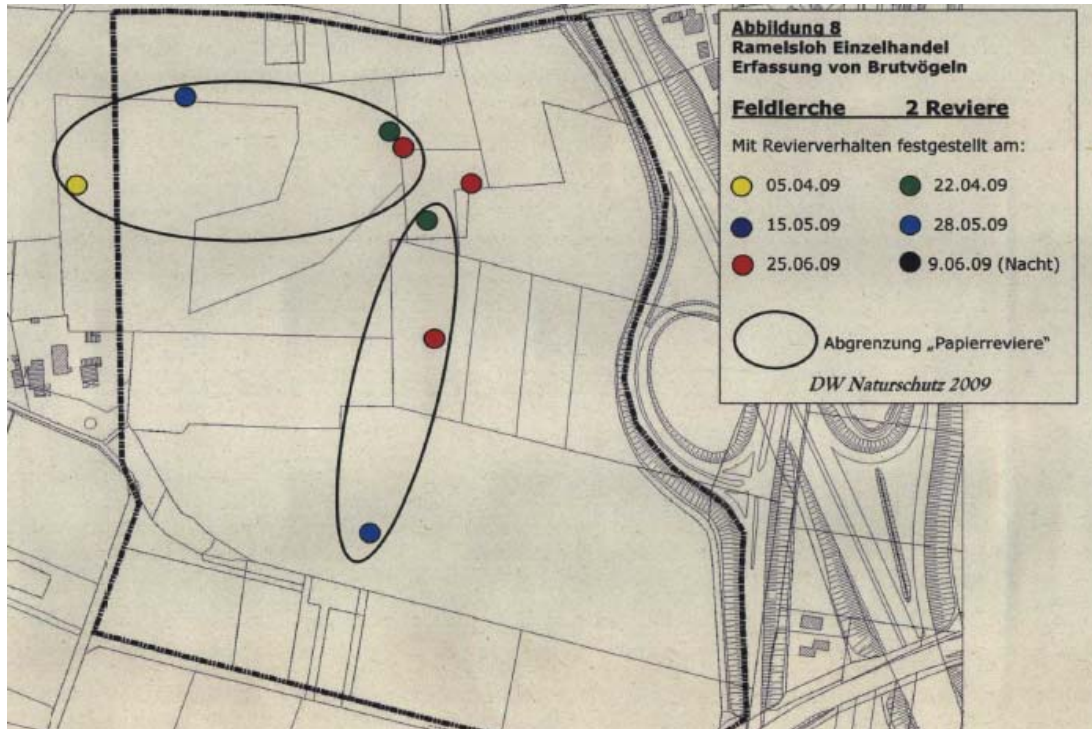 Abbildung 8
Ramelsloh Einzelhandel
Erfassung von Brutvögeln
Feldlerche 2 Reviere
Mit Revierverhalten festgestellt am:
05.04.09 22.04.09
15.05.09 28.05.09
25.06.09 9.06.09 (Nacht)
Abgrenzung „Papierreviere"
DW Naturschutz 2009